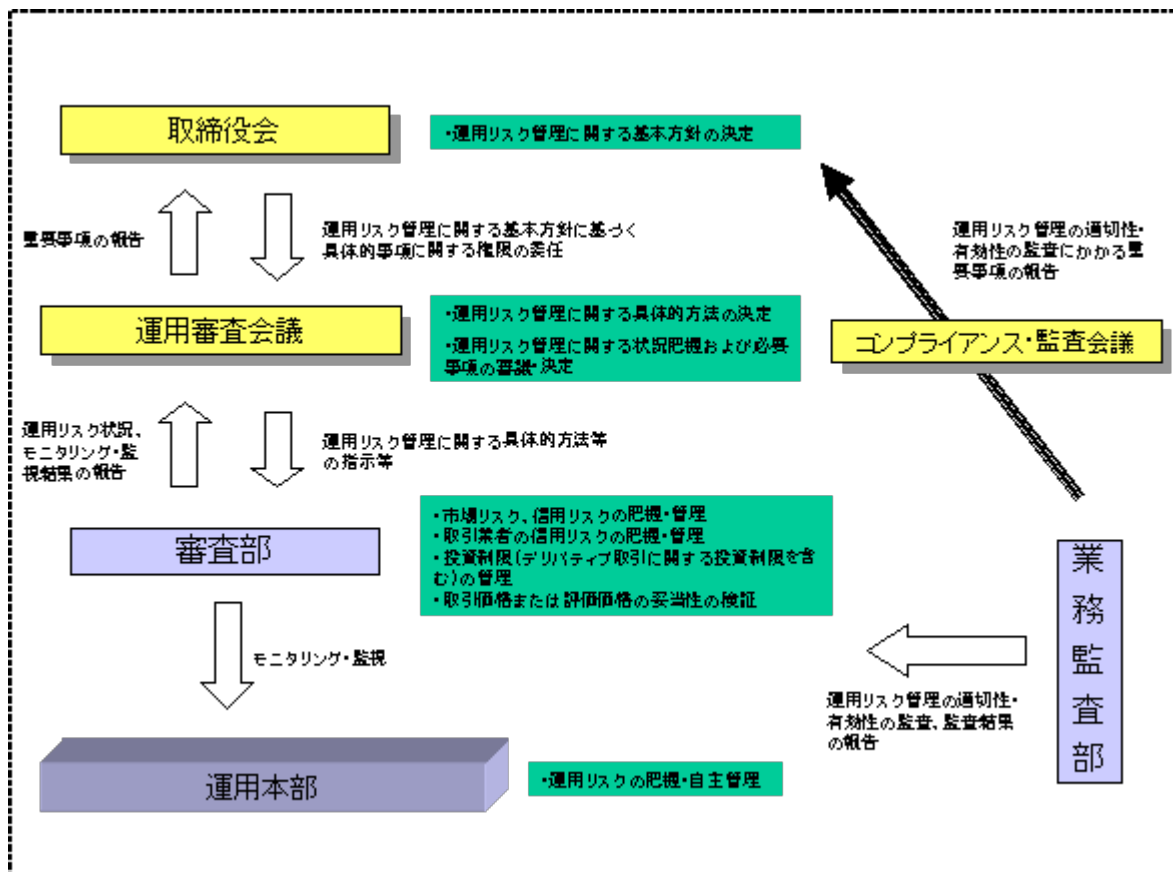 取締役会
・運用リスク管理に関する基本方針の決定
重要事項の報告
運用リスク管理に関する基本方針に基づく
具体的事項に関する権限の委任
運用リスク管理の適切性・
有効性の監査にかかる重
要事項の報告
運用審査会議
・運用リスク管理に関する具体的方法の決定
・運用リスク管理に関する状況把握および必要
事項の審議・決定
コンプライアンス・監査会議
運用リスク状況、
モニタリング・監
視結果の報告
運用リスク管理に関する具体的方法等
の指示等
審査部
・市場リスク、信用リスクの把握・管理
・取引業者の信用リスクの把握・管理
・投資制限(デリバティブ取引に関する投資制限を含
む)の管理
・取引価格または評価価格の妥当性の検証
業務監査部
モニタリング・監視
運用リスク管理の適切性・
有効性の監査、監査結果
の報告
運用本部
・運用リスクの把握・自主管理